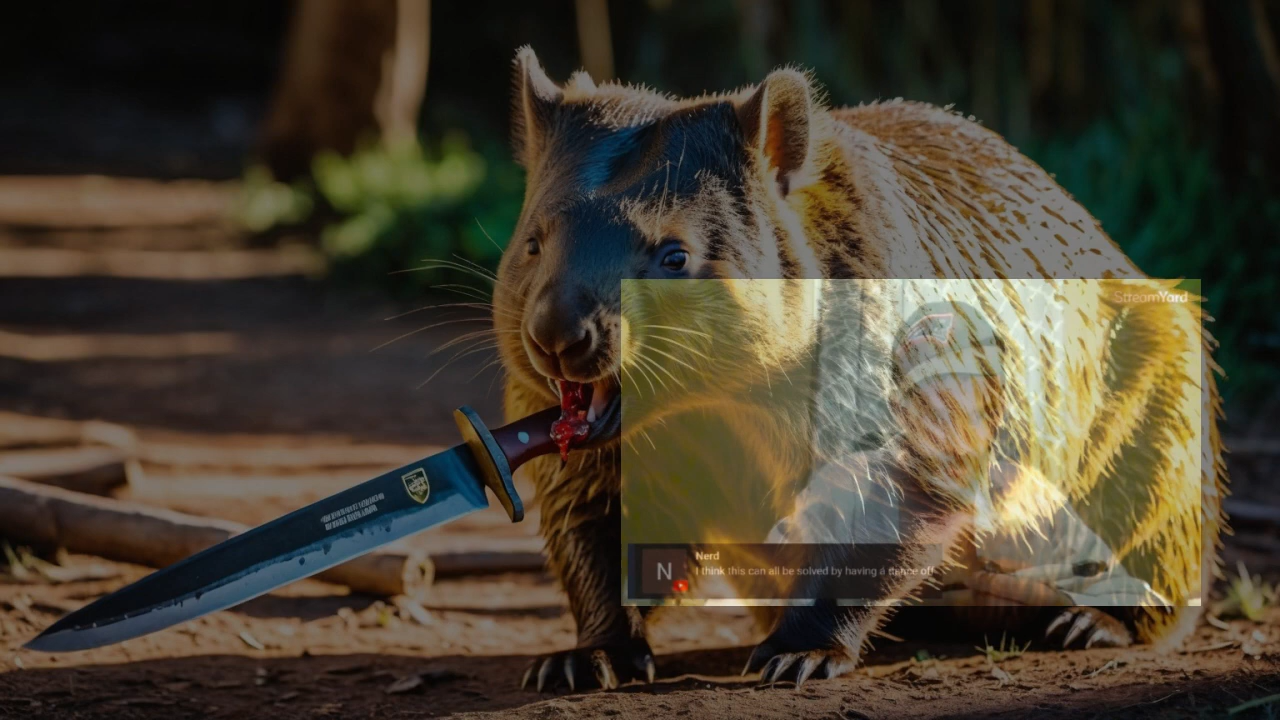 StreamYard
Nerd
N
I think this can all be solved by having a dance off